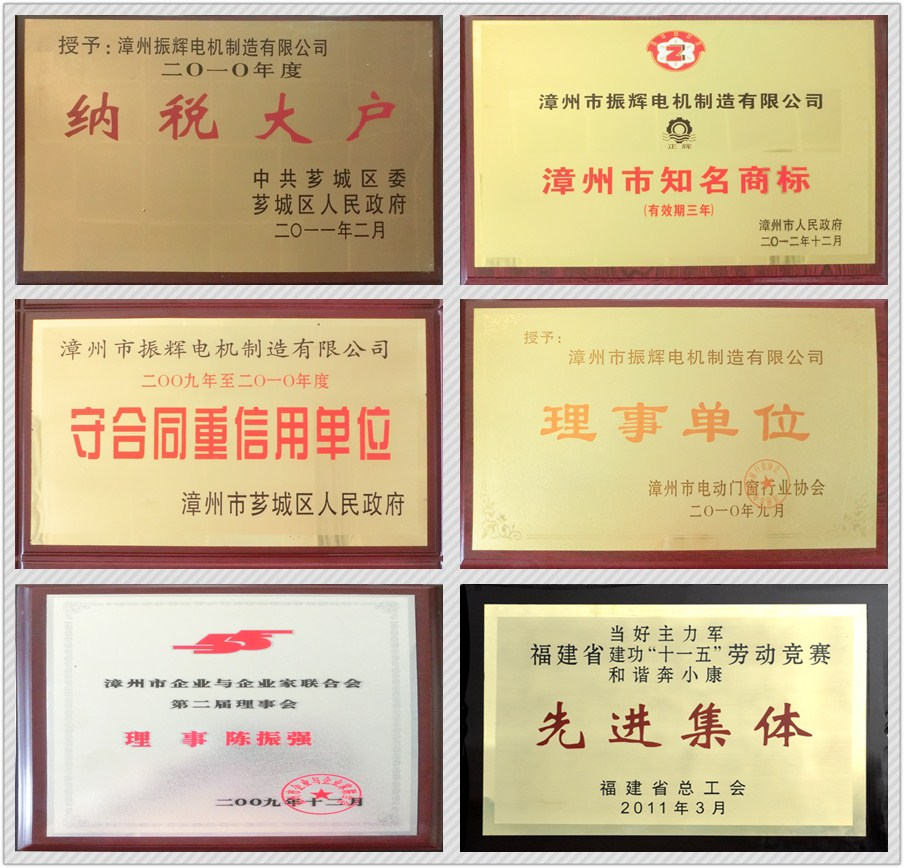 授予：漳州振辉电机制造有限公司
二〇一〇年度
纳税大户
中共芗城区委
芗城区人民政府
二〇一一年二月
Z
漳州市振辉电机制造有限公司
正辉
漳州市知名商标
(有效期三年)
漳州市人民政府
二〇一二年十二月
漳州市振辉电机制造有限公司
二〇〇九年至二〇一〇年度
守合同重信用单位
漳州市芗城区人民政府
授予：
漳州市振辉电机制造有限公司
理事单位
漳州市电动门窗行业协会
二〇一〇年九月
漳州市企业与企业家联合会
第二届理事会
理事 陈振强
二〇〇九年十二月
当好主力军
福建省建功“十一五”劳动竞赛
和谐奔小康
先进集体
福建省总工会
2011年3月